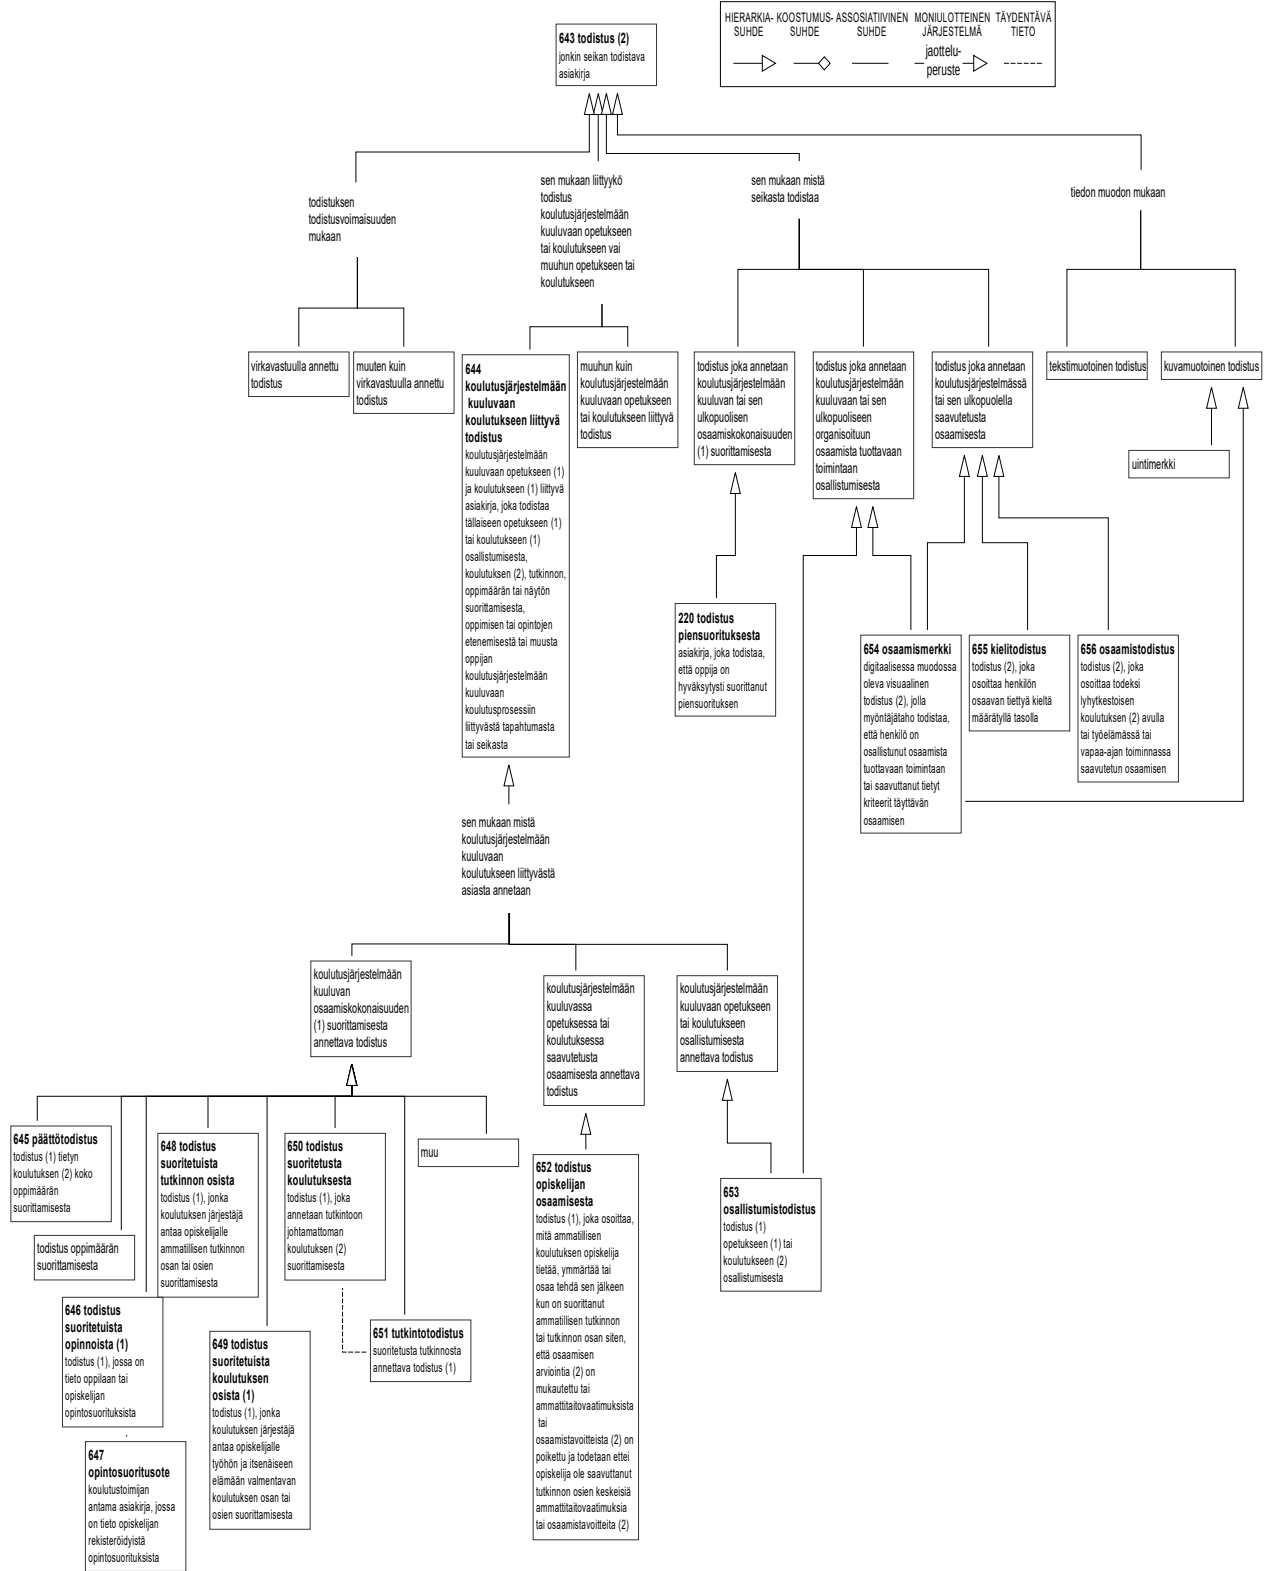 HIERARKIA- KOOSTUMUS- ASSOSIATIIVINEN MONIULOTTEINEN TÄYDENTÄVÄ
SUHDE SUHDE SUHDE JÄRJESTELMÄ TIETO
jaottelu-
peruste
643 todistus (2)
jonkin seikan todistava
asiakirja
todistuksen
todistusvoimaisuuden
mukaan
sen mukaan liittyykö
todistus
koulutusjärjestelmään
kuuluvaan opetukseen
tai koulutukseen vai
muuhun opetukseen tai
koulutukseen
sen mukaan mistä
seikasta todistaa
tiedon muodon mukaan
virkavastuulla annettu
todistus
muuten kuin
virkavastuulla annettu
todistus
644
koulutusjärjestelmään
kuuluvaan
koulutukseen liittyvä
todistus
koulutusjärjestelmään
kuuluvaan opetukseen (1)
ja koulutukseen (1) liittyvä
asiakirja, joka todistaa
tällaiseen opetukseen (1)
tai koulutukseen (1)
osallistumisesta,
koulutuksen (2), tutkinnon,
oppimäärän tai näytön
suorittamisesta,
oppimisen tai opintojen
etenemisestä tai muusta
oppijan
koulutusjärjestelmään
kuuluvaan
koulutusprosessiin
liittyvästä tapahtumasta
tai seikasta
muuhun kuin
koulutusjärjestelmään
kuuluvaan opetukseen
tai koulutukseen liittyvä
todistus
todistus joka annetaan
koulutusjärjestelmään
kuuluvan tai sen
ulkopuolisen
osaamiskokonaisuuden
(1) suorittamisesta
todistus joka annetaan
koulutusjärjestelmään
kuuluvaan tai sen
ulkopuoliseen
organisoituun
osaamista tuottavaan
toimintaan
osallistumisesta
todistus joka annetaan
koulutusjärjestelmässä
tai sen ulkopuolella
saavutetusta
osaamisesta
tekstimuotoinen todistus
kuvamuotoinen todistus
uintimerkki
220 todistus
piensuorituksesta
asiakirja, joka todistaa,
että oppija on
hyväksytysti suorittanut
piensuorituksen
654 osaamismerkki
digitaalisessa muodossa
oleva visuaalinen
todistus (2), jolla
myöntäjätaho todistaa,
että henkilö on
osallistunut osaamista
tuottavaan toimintaan
tai saavuttanut tietyt
kriteerit täyttävän
osaamisen
655 kielitodistus
todistus (2), joka
osoittaa henkilön
osaavan tiettyä kieltä
määrätyllä tasolla
656 osaamistodistus
todistus (2), joka
osoittaa todeksi
lyhytkestoisen
koulutuksen (2) avulla
tai työelämässä tai
vapaa-ajan toiminnassa
saavutetun osaamisen
sen mukaan mistä
koulutusjärjestelmään
kuuluvaan
koulutukseen liittyvästä
asiasta annetaan
koulutusjärjestelmään
kuuluvan
osaamiskokonaisuuden
(1) suorittamisesta
annettava todistus
koulutusjärjestelmään
kuuluvassa
opetuksessa tai
koulutuksessa
saavutetusta
osaamisesta annettava
todistus
koulutusjärjestelmään
kuuluvaan opetukseen
tai koulutukseen
osallistumisesta
annettava todistus
645 päättötodistus
todistus (1) tietyn
koulutuksen (2) koko
oppimäärän
suorittamisesta
todistus oppimäärän
suorittamisesta
646 todistus
suoritetuista
opinnoista (1)
todistus (1), jossa on
tieto oppilaan tai
opiskelijan
opintosuorituksista
647
opintosuoritusote
koulutustoimijan
antama asiakirja, jossa
on tieto opiskelijan
rekisteröidyistä
opintosuorituksista
648 todistus
suoritetuista
tutkinnon osista
todistus (1), jonka
koulutuksen järjestäjä
antaa opiskelijalle
ammatillisen tutkinnon
osan tai osien
suorittamisesta
649 todistus
suoritetuista
koulutuksen
osista (1)
todistus (1), jonka
koulutuksen järjestäjä
antaa opiskelijalle
työhön ja itsenäiseen
elämään valmentavan
koulutuksen osan tai
osien suorittamisesta
650 todistus
suoritetusta
koulutuksesta
todistus (1), joka
annetaan tutkintoon
johtamattoman
koulutuksen (2)
suorittamisesta
651 tutkintotodistus
suoritetusta tutkinnosta
annettava todistus (1)
muu
652 todistus
opiskelijan
osaamisesta
todistus (1), joka osoittaa,
mitä ammatillisen
koulutuksen opiskelija
tietää, ymmärtää tai
osaa tehdä sen jälkeen
kun on suorittanut
ammatillisen tutkinnon
tai tutkinnon osan siten,
että osaamisen
arviointia (2) on
mukautettu tai
ammattitaitovaatimuksista
tai
osaamistavoitteista (2) on
poikettu ja todetaan ettei
opiskelija ole saavuttanut
tutkinnon osien keskeisiä
ammattitaitovaatimuksia
tai osaamistavoitteita (2)
653
osallistumistodistus
todistus (1)
opetukseen (1) tai
koulutukseen (2)
osallistumisesta